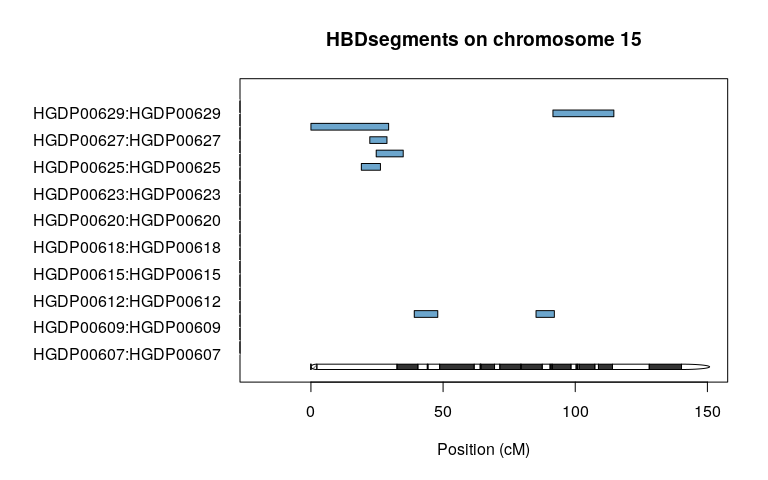 HBDsegments on chromosome 15
HGDP00629:HGDP00629
HGDP00627:HGDP00627
HGDP00625:HGDP00625
HGDP00623:HGDP00623
HGDP00620:HGDP00620
HGDP00618:HGDP00618
HGDP00615:HGDP00615
HGDP00612:HGDP00612
HGDP00609:HGDP00609
HGDP00607:HGDP00607
0 50 100 150
Position (cM)